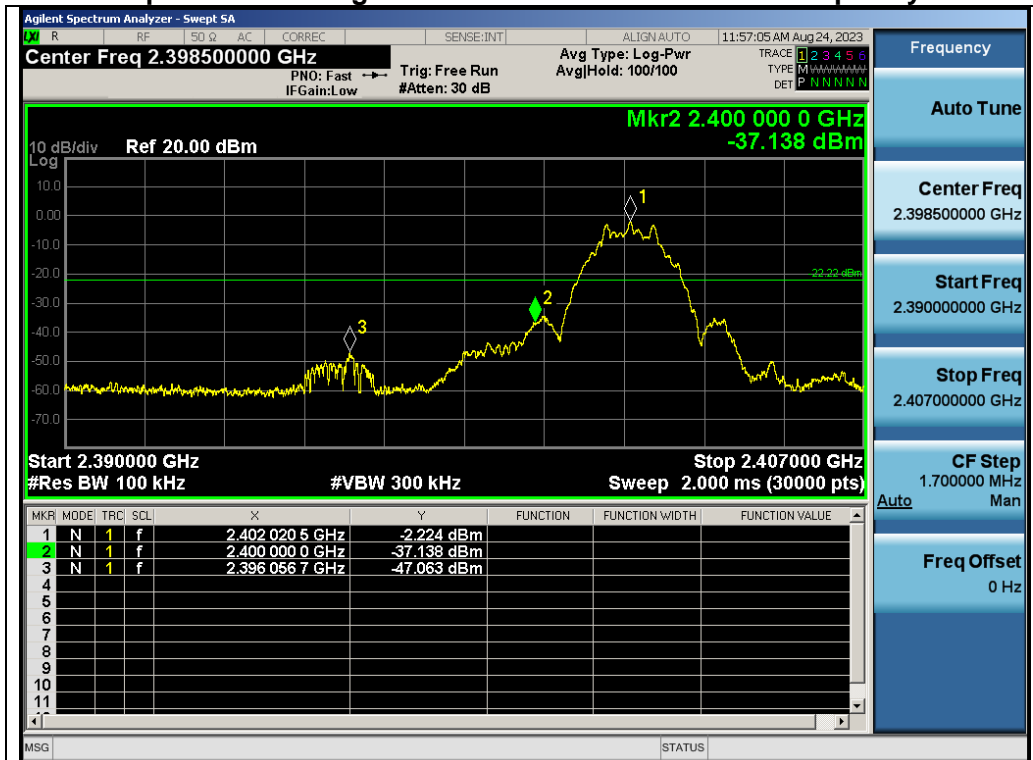 Agilent Spectrum Analyzer - Swept SA
LXI R RF 50 Ω AC CORREC SENSE:INT ALIGN AUTO 11:57:05 AM Aug 24, 2023
Center Freq 2.398500000 GHz
PNO: Fast
IFGain:Low
Trig: Free Run
#Atten: 30 dB
Avg Type: Log-Pwr
Avg|Hold: 100/100
TRACE 1 2 3 4 5 6
TYPE M
DET P N N N N N
Mkr2 2.400 000 0 GHz
-37.138 dBm
10 dB/div Ref 20.00 dBm
Log
10.0
0.00
-10.0
-20.0
-30.0
-40.0
-50.0
-60.0
-70.0
1
2
3
-22.22 dBm
Start 2.390000 GHz Stop 2.407000 GHz
#Res BW 100 kHz #VBW 300 kHz Sweep 2.000 ms (30000 pts)
MKR MODE TRC SCL X Y FUNCTION FUNCTION WIDTH FUNCTION VALUE
1 N 1 f 2.402 020 5 GHz -2.224 dBm
2 N 1 f 2.400 000 0 GHz -37.138 dBm
3 N 1 f 2.396 056 7 GHz -47.063 dBm
4
5
6
7
8
9
10
11
MSG STATUS
Frequency
Auto Tune
Center Freq
2.398500000 GHz
Start Freq
2.390000000 GHz
Stop Freq
2.407000000 GHz
CF Step
1.700000 MHz
Auto Man
Freq Offset
0 Hz